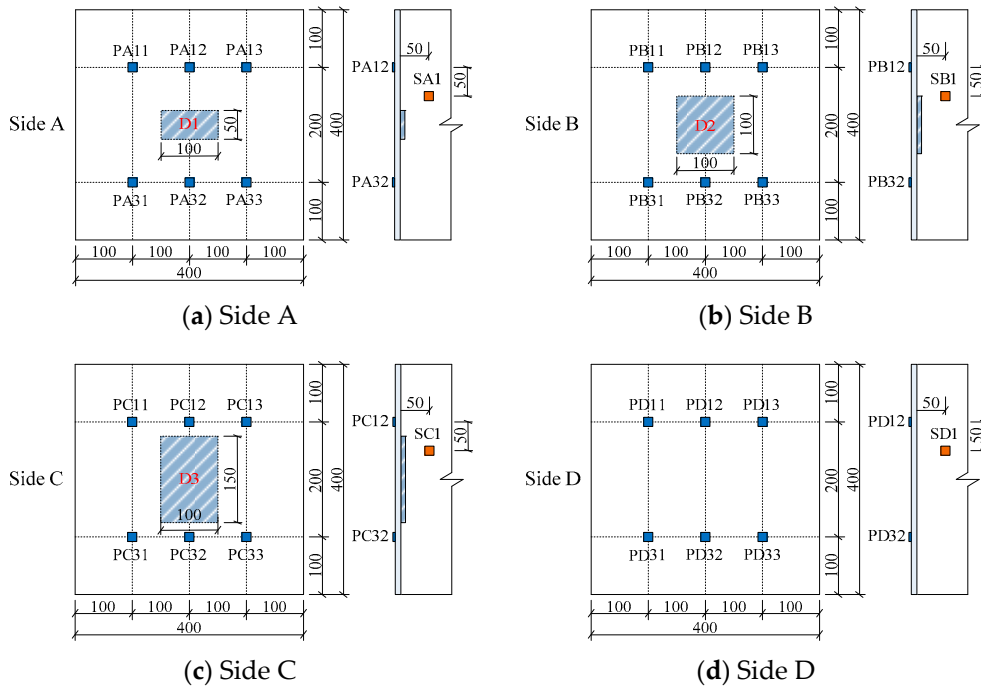 PA11 PA12 PA13
100
50
PA12
SA1
50
Side A
D1
50
200
400
100
PA31 PA32 PA33
PA32
100
100 100 100 100
400
(a) Side A
PB11 PB12 PB13
100
50
PB12
SB1
50
Side B
D2
100
200
400
100
PB31 PB32 PB33
PB32
100
100 100 100 100
400
(b) Side B
PC11 PC12 PC13
100
50
PC12
SC1
50
Side C
D3
150
200
400
100
PC31 PC32 PC33
PC32
100
100 100 100 100
400
(c) Side C
PD11 PD12 PD13
100
50
PD12
SD1
50
Side D
200
400
PD31 PD32 PD33
PD32
100
100 100 100 100
400
(d) Side D